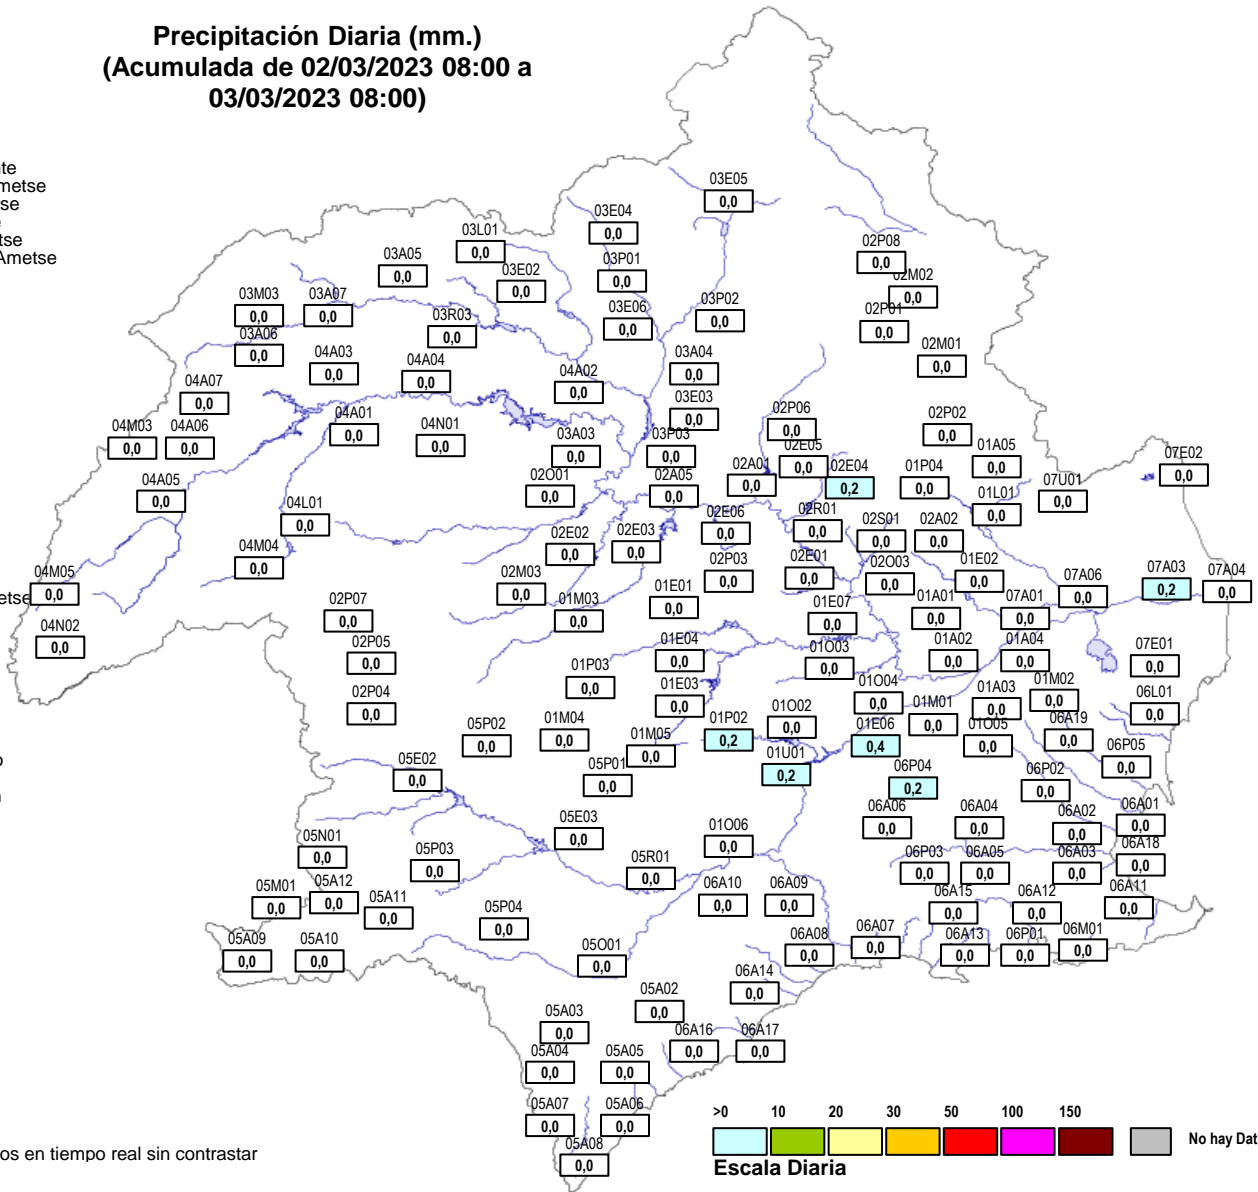 Precipitación Diaria (mm.)
(Acumulada de 02/03/2023 08:00 a
03/03/2023 08:00)
03E05
0,0
03E04
0,0
03L01
0,0
03A05
0,0
03E02
0,0
03P01
0,0
02P08
0,0
02M02
0,0
03M03
0,0
03A07
0,0
03R03
0,0
03E06
0,0
03P02
0,0
02P01
0,0
03A06
0,0
04A03
0,0
04A04
0,0
04A02
0,0
03A04
0,0
02M01
0,0
04A07
0,0
03E03
0,0
04M03
0,0
04A06
0,0
04A01
0,0
04N01
0,0
03A03
0,0
03P03
0,0
02P06
0,0
02P02
0,0
02E05
0,0
01A05
0,0
07E02
0,0
04A05
0,0
02O01
0,0
02A05
0,0
02A01
0,0
02E04
0,2
01P04
0,0
07U01
0,0
01L01
0,0
04L01
0,0
02E06
0,0
02R01
0,0
02S01
0,0
02A02
0,0
04M04
0,0
02E02
0,0
02E03
0,0
02P03
0,0
02E01
0,0
02O03
0,0
01E02
0,0
04M05
0,0
02M03
0,0
07A06
0,0
07A03
0,2
07A04
0,0
02P07
0,0
01M03
0,0
01E01
0,0
01E07
0,0
01A01
0,0
07A01
0,0
04N02
0,0
02P05
0,0
01E04
0,0
01O03
0,0
01A02
0,0
01A04
0,0
07E01
0,0
01P03
0,0
02P04
0,0
01E03
0,0
01O04
0,0
01A03
0,0
01M02
0,0
06L01
0,0
05P02
0,0
01M04
0,0
01M05
0,0
01P02
0,2
01O02
0,0
01E06
0,4
01M01
0,0
01O05
0,0
06A19
0,0
06P05
0,0
05E02
0,0
05P01
0,0
01U01
0,2
06P04
0,2
06P02
0,0
05E03
0,0
01O06
0,0
06A06
0,0
06A04
0,0
06A02
0,0
06A01
0,0
05N01
0,0
05P03
0,0
05R01
0,0
06P03
0,0
06A05
0,0
06A03
0,0
06A18
0,0
05M01
0,0
05A12
0,0
05A11
0,0
06A10
0,0
06A09
0,0
06A15
0,0
06A12
0,0
06A11
0,0
05A09
0,0
05A10
0,0
05P04
0,0
05O01
0,0
06A08
0,0
06A07
0,0
06A13
0,0
06P01
0,0
06M01
0,0
06A14
0,0
05A02
0,0
05A03
0,0
06A16
0,0
06A17
0,0
05A04
0,0
05A05
0,0
05A07
0,0
05A06
0,0
05A08
0,0
os en tiempo real sin contrastar
>0 10 20 30 50 100 150
No hay Dat
Escala Diaria